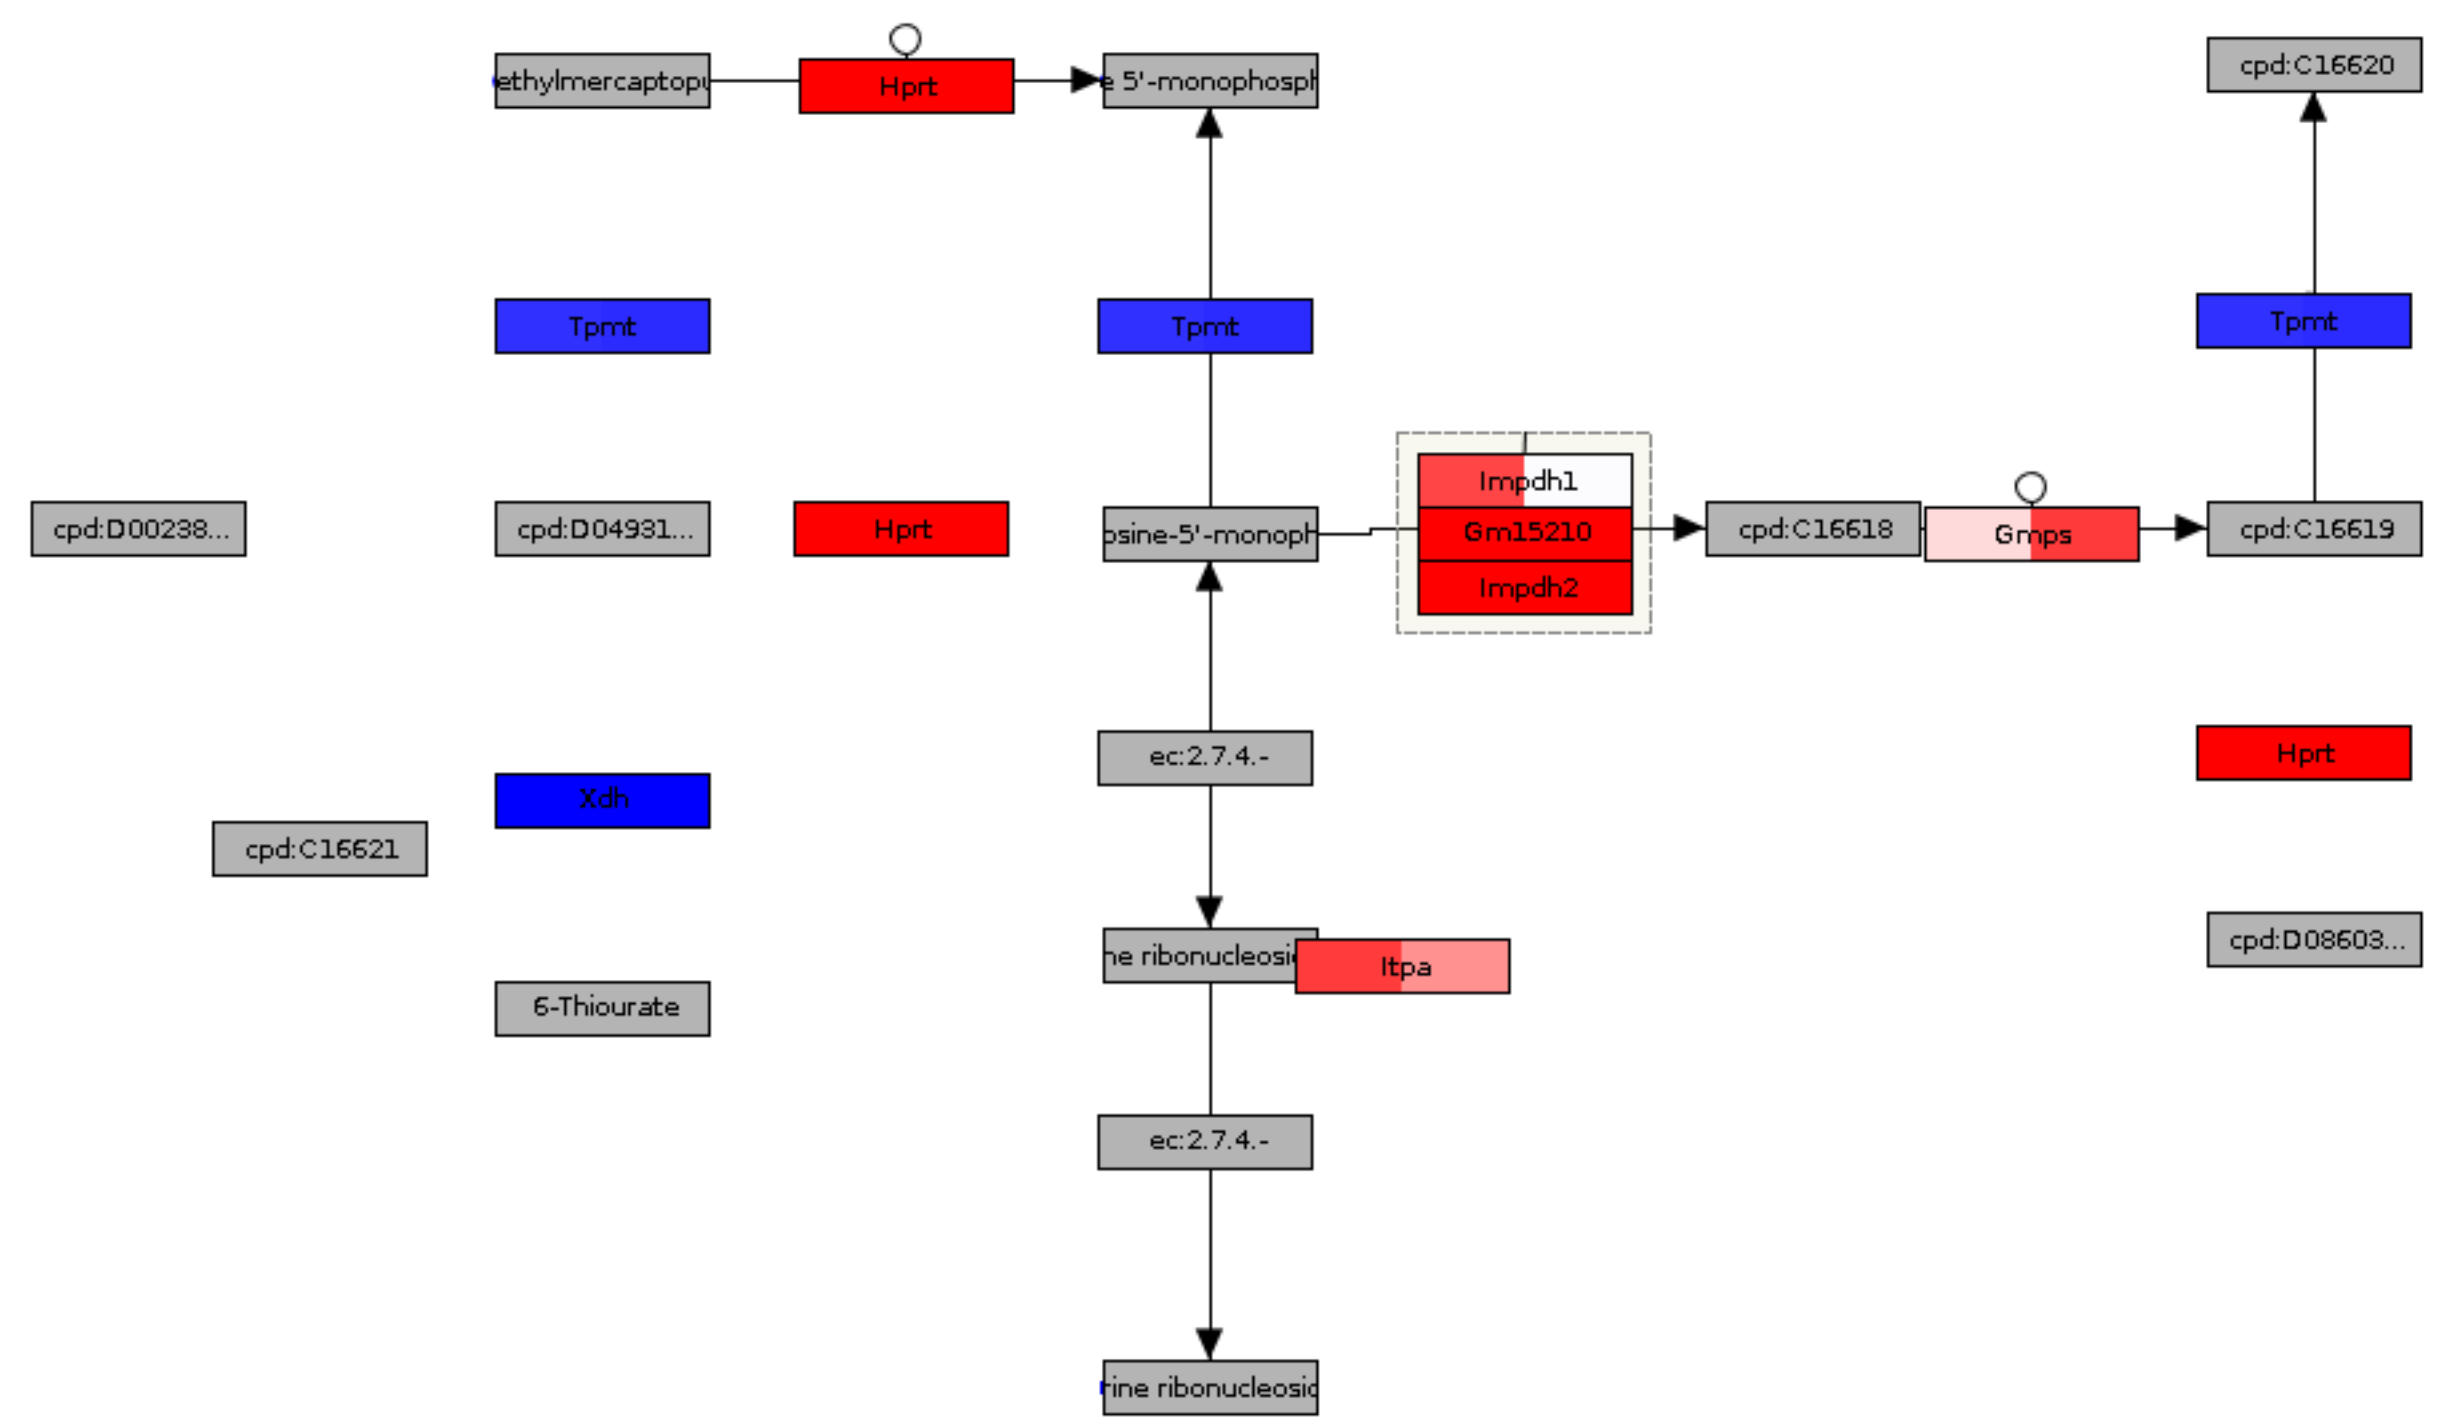 cpd:C16620
ethylmercaptopu
Hprt
e 5'-monophosph
Tpmt
Tpmt
Tpmt
Impdh1
cpd:D00238...
cpd:D04931...
Hprt
osine-5'-monoph
Gm15210
cpd:C16618
Gmps
cpd:C16619
Impdh2
ec:2.7.4.-
Hprt
Xdh
cpd:C16621
ne ribonucleosi
Itpa
cpd:D08603...
6-Thiourate
ec:2.7.4.-
rine ribonucleosid